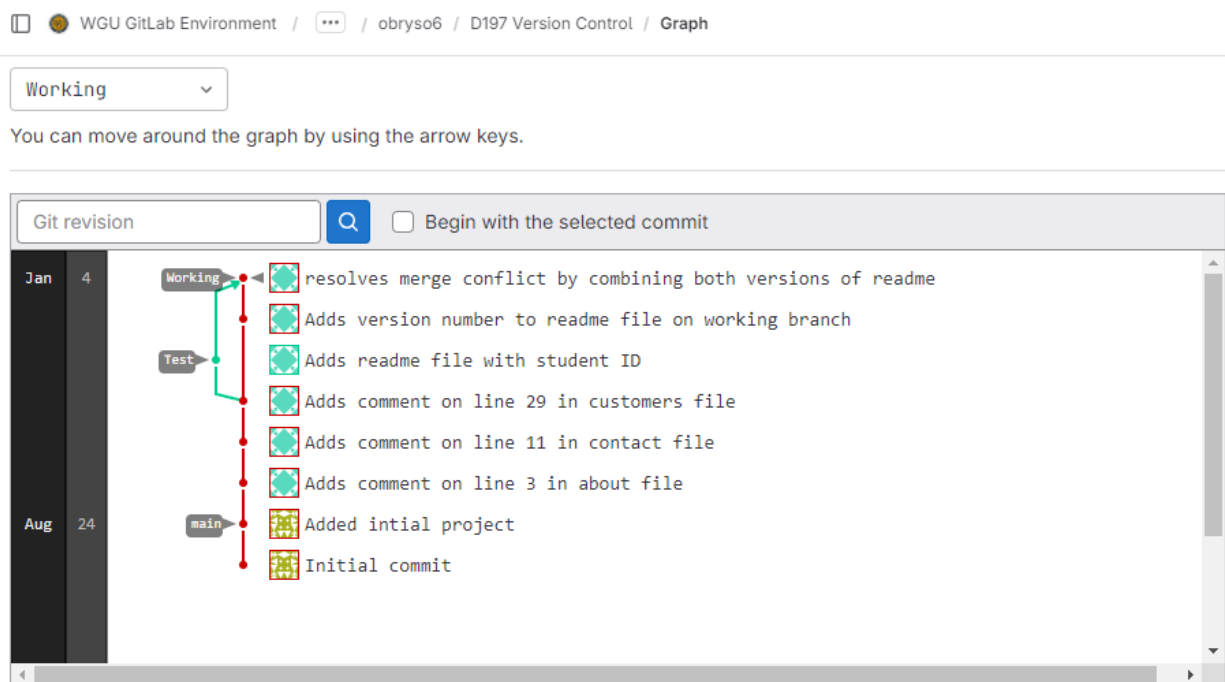 WGU GitLab Environment / ••• / obryso6 / D197 Version Control / Graph
Working
You can move around the graph by using the arrow keys.
Git revision Begin with the selected commit
Jan 4 Working resolves merge conflict by combining both versions of readme
Adds version number to readme file on working branch
Test Adds readme file with student ID
Adds comment on line 29 in customers file
Adds comment on line 11 in contact file
Adds comment on line 3 in about file
Aug 24 main Added intial project
Initial commit